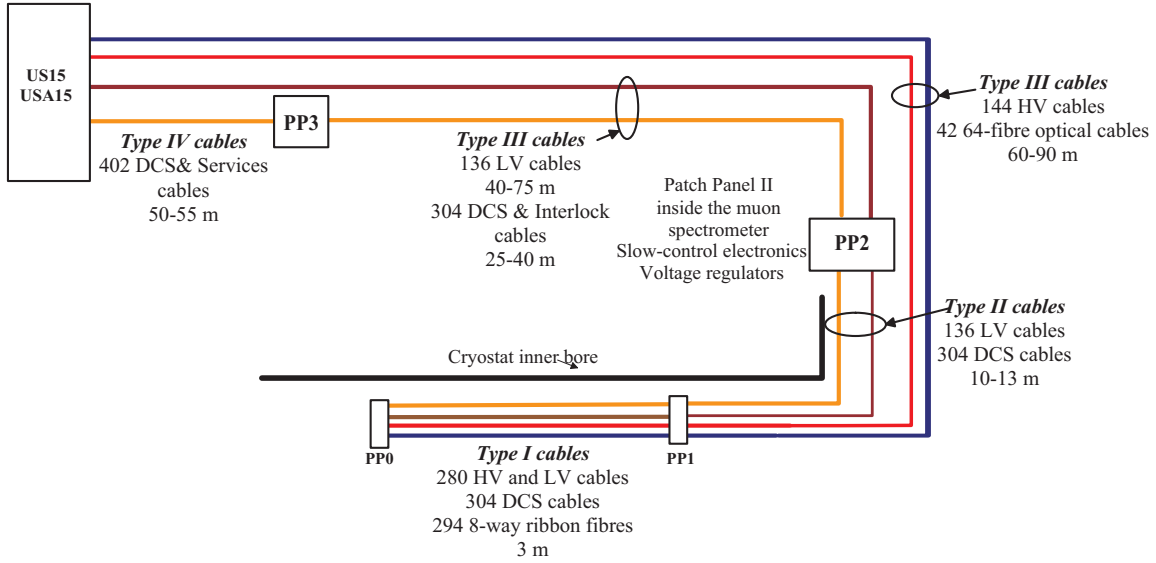 US15
USA15
PP3
Type IV cables
402 DCS& Services
cables
50-55 m
Type III cables
136 LV cables
40-75 m
304 DCS & Interlock
cables
25-40 m
Type III cables
144 HV cables
42 64-fibre optical cables
60-90 m
Patch Panel II
inside the muon
spectrometer
Slow-control electronics
Voltage regulators
PP2
Type II cables
136 LV cables
304 DCS cables
10-13 m
Cryostat inner bore
PP0
PP1
Type I cables
280 HV and LV cables
304 DCS cables
294 8-way ribbon fibres
3 m